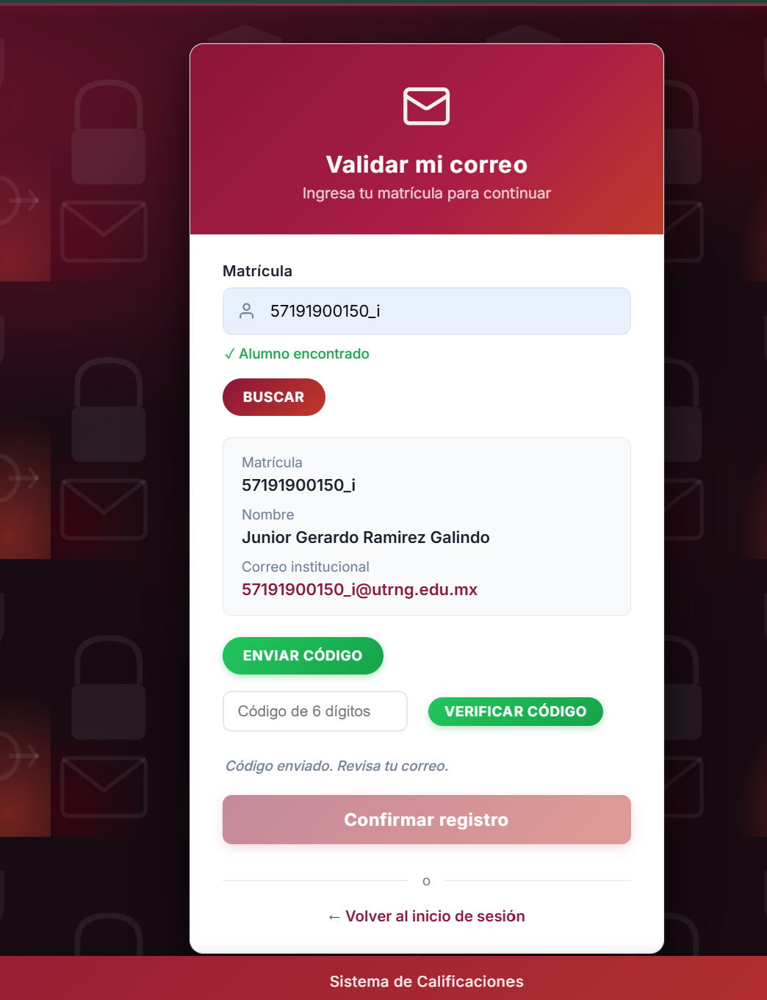 Validar mi correo
Ingresa tu matrícula para continuar
Matrícula
57191900150_i
✓ Alumno encontrado
BUSCAR
Matrícula
57191900150_i
Nombre
Junior Gerardo Ramirez Galindo
Correo institucional
57191900150_i@utrng.edu.mx
ENVIAR CÓDIGO
Código de 6 dígitos
VERIFICAR CÓDIGO
Código enviado. Revisa tu correo.
Confirmar registro
o
← Volver al inicio de sesión
Sistema de Calificaciones